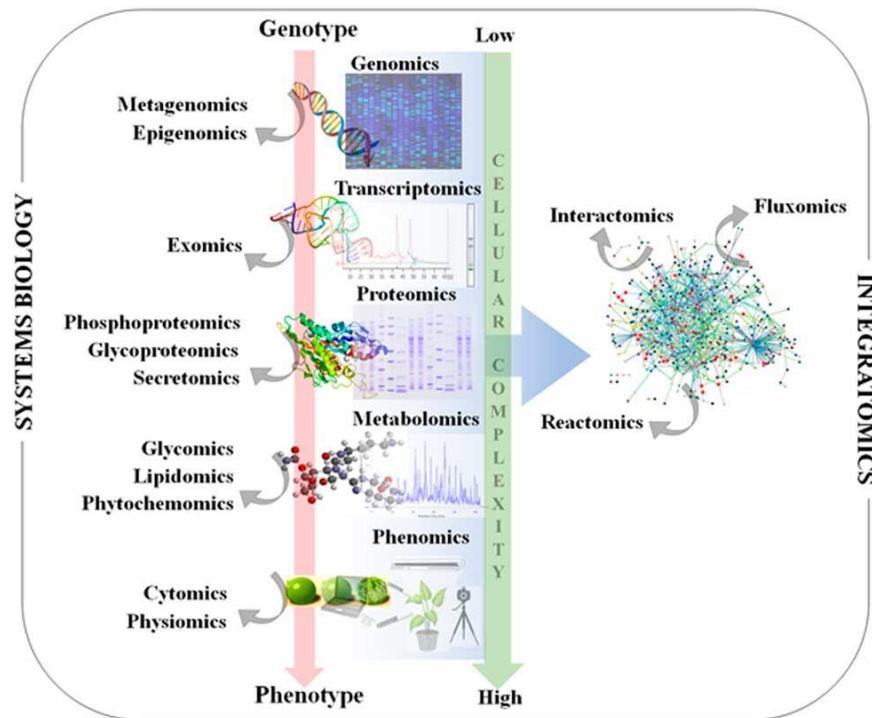 Genotype
Low
Genomics
Metagenomics
Epigenomics
Transcriptomics
Exomics
Proteomics
Phosphoproteomics
Glycoproteomics
Secretomics
Metabolomics
Glycomics
Lipidomics
Phytochemomics
Phenomics
Cytomics
Physiomics
Phenotype
High
CELLULAR COMPLEXITY
SYSTEMS BIOLOGY
Interactomics
Fluxomics
Reactomics
INTEGRATOMICS